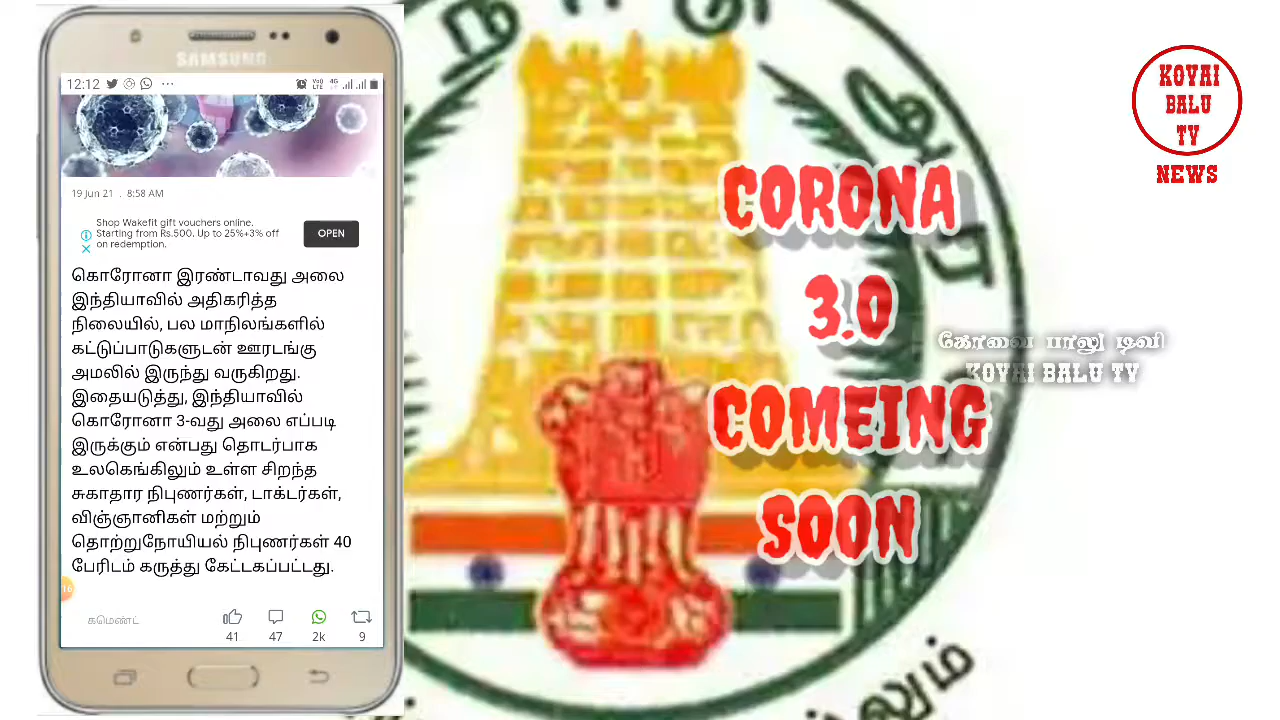 SAMSUNG
12:12
19 Jun 21 . 8:58 AM
Shop Wakefit gift vouchers online.
Starting from Rs.500. Up to 25%+3% off
on redemption.
OPEN
கொரோனா இரண்டாவது அலை
இந்தியாவில் அதிகரித்த
நிலையில், பல மாநிலங்களில்
கட்டுப்பாடுகளுடன் ஊரடங்கு
அமலில் இருந்து வருகிறது.
இதையடுத்து, இந்தியாவில்
கொரோனா 3-வது அலை எப்படி
இருக்கும் என்பது தொடர்பாக
உலகெங்கிலும் உள்ள சிறந்த
சுகாதார நிபுணர்கள், டாக்டர்கள்,
விஞ்ஞானிகள் மற்றும்
தொற்றுநோயியல் நிபுணர்கள் 40
பேரிடம் கருத்து கேட்டகப்பட்டது.
16
கமெண்ட்
41 47 2k 9
CORONA
3.0
COMEING
SOON
கோவை பாலு டிவி
KOVAI BALU TV
KOVAI
BALU
TV
NEWS